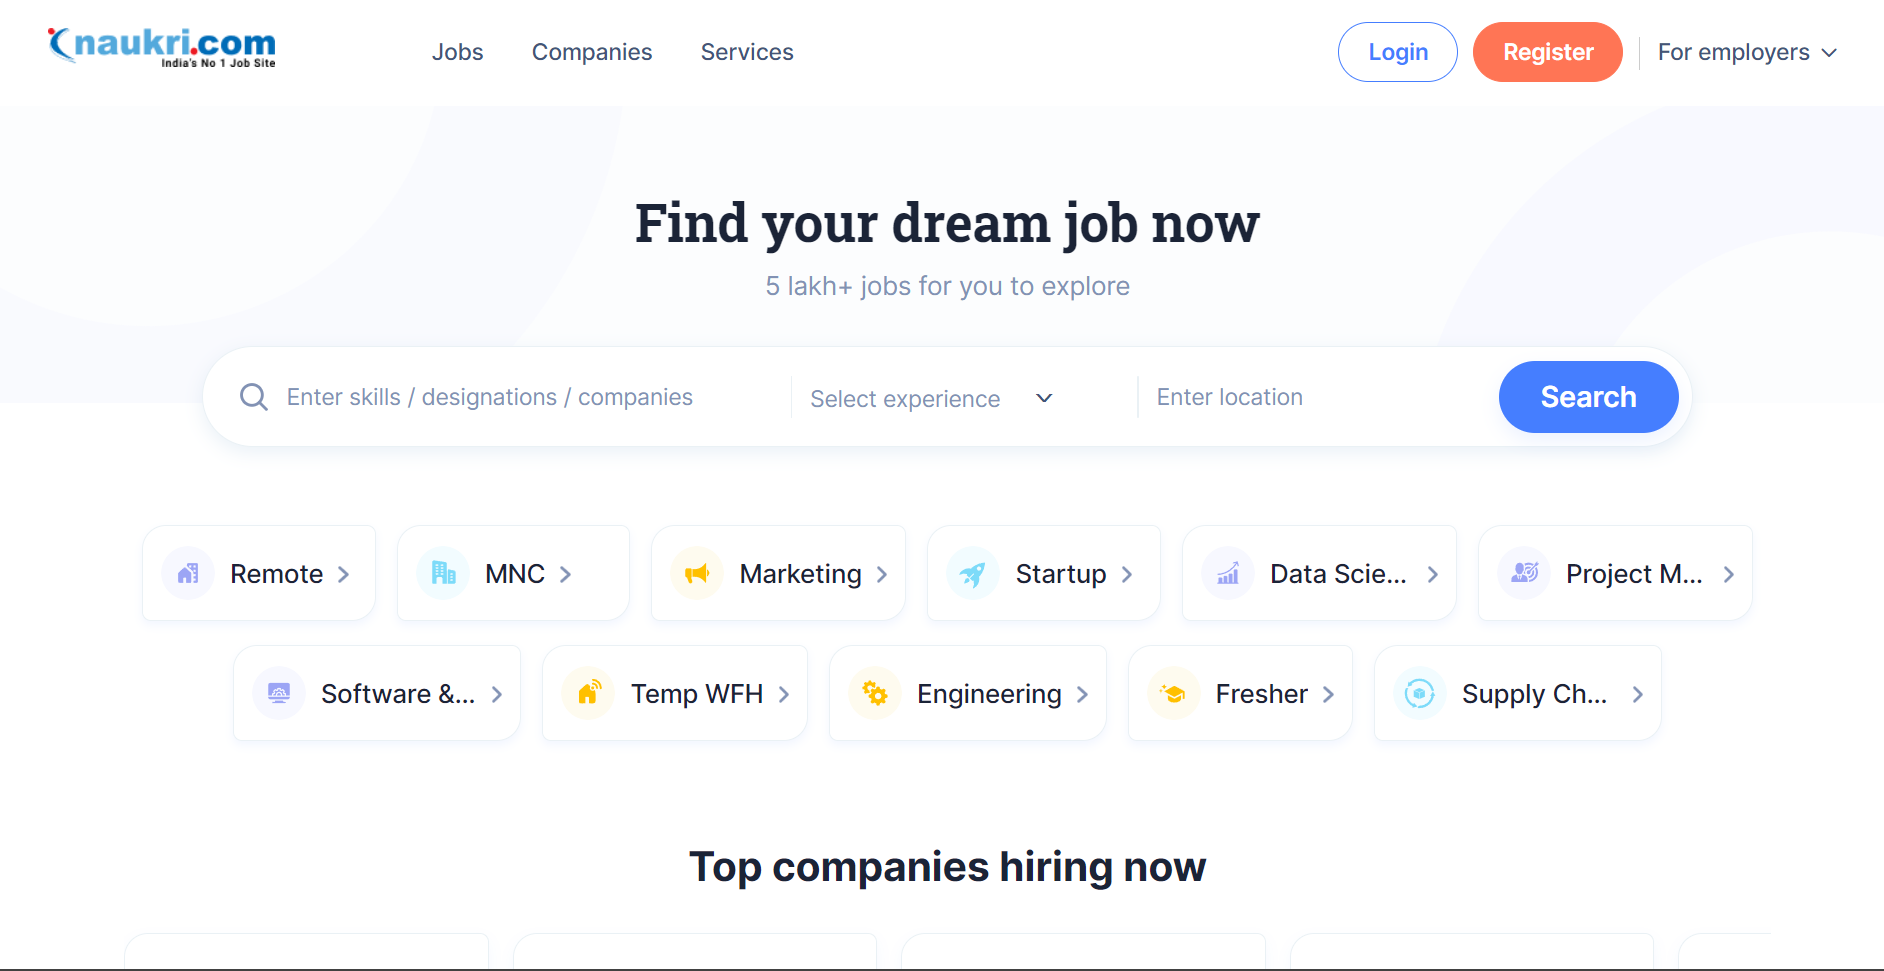 naukri.com
India's No 1 Job Site
Jobs Companies Services
Login Register For employers
Find your dream job now
5 lakh+ jobs for you to explore
Enter skills / designations / companies Select experience Enter location Search
Remote MNC Marketing Startup Data Scie... Project M...
Software &... Temp WFH Engineering Fresher Supply Ch...
Top companies hiring now